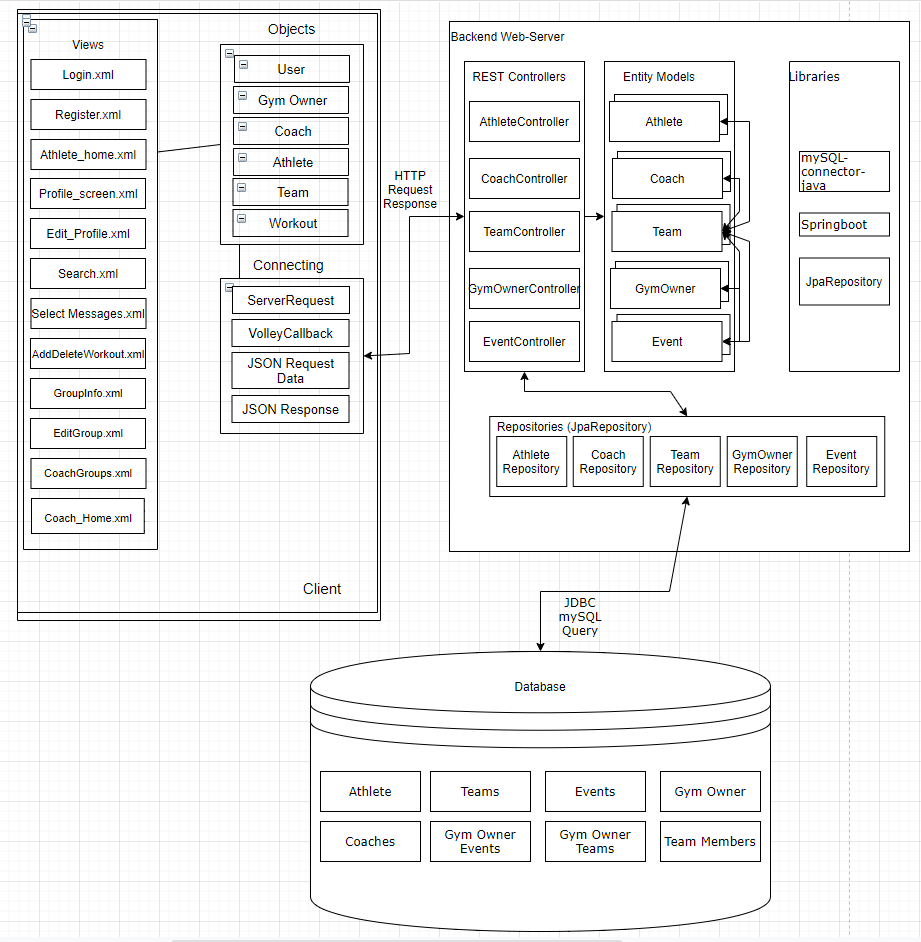 Views
Login.xml
Register.xml
Athlete_home.xml
Profile_screen.xml
Edit_Profile.xml
Search.xml
Select Messages.xml
AddDeleteWorkout.xml
GroupInfo.xml
EditGroup.xml
CoachGroups.xml
Coach_Home.xml
Objects
User
Gym Owner
Coach
Athlete
Team
Workout
Connecting
ServerRequest
VolleyCallback
JSON Request
Data
JSON Response
Client
HTTP
Request
Response
Backend Web-Server
REST Controllers
AthleteController
CoachController
TeamController
GymOwnerController
EventController
Entity Models
Athlete
Coach
Team
GymOwner
Event
Libraries
mySQL-
connector-
java
Springboot
JpaRepository
Repositories (JpaRepository)
Athlete
Repository
Coach
Repository
Team
Repository
GymOwner
Repository
Event
Repository
JDBC
mySQL
Query
Database
Athlete
Teams
Events
Gym Owner
Coaches
Gym Owner
Events
Gym Owner
Teams
Team Members